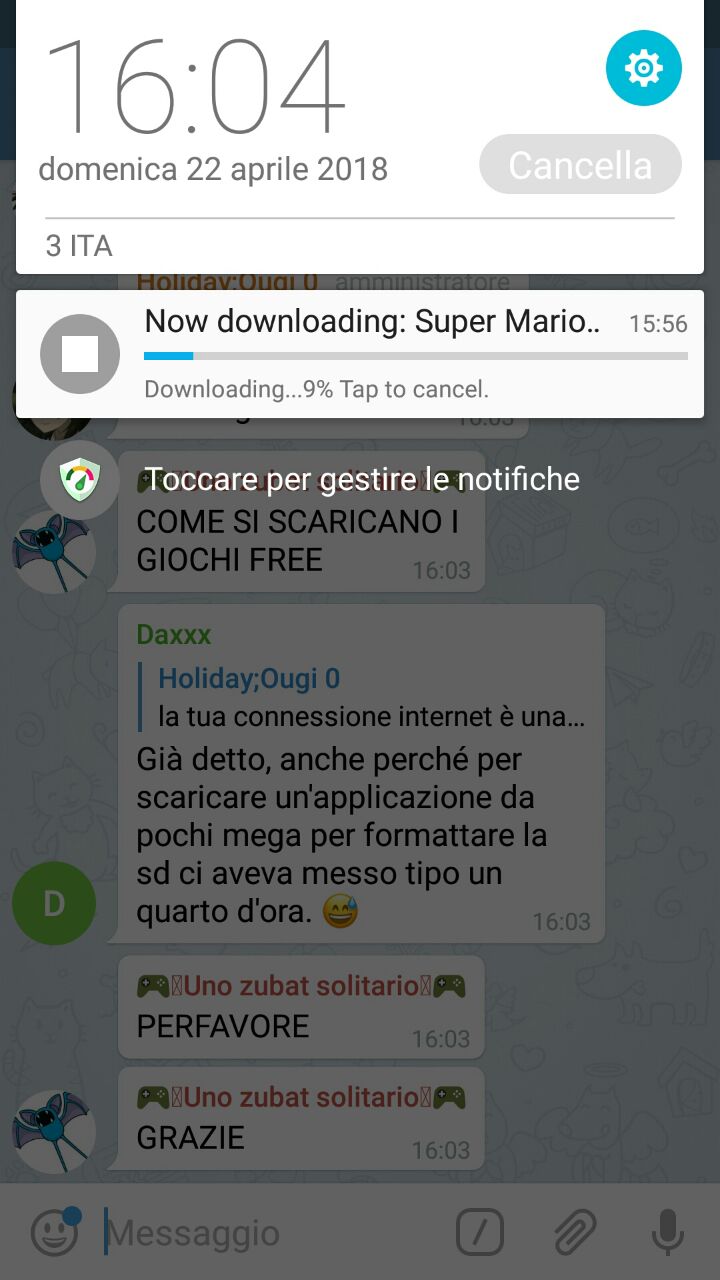 16:04
domenica 22 aprile 2018
Cancella
3 ITA
Holiday;Ougi 0 amministratore
Now downloading: Super Mario.. 15:56
Downloading...9% Tap to cancel.
16:03
Toccare per gestire le notifiche
COME SI SCARICANO I
GIOCHI FREE
16:03
Daxxx
Holiday;Ougi 0
la tua connessione internet è una...
Già detto, anche perché per
scaricare un'applicazione da
pochi mega per formattare la
sd ci aveva messo tipo un
quarto d'ora. 😅
16:03
D
🎮Uno zubat solitario🎮
PERFAVORE
16:03
🎮Uno zubat solitario🎮
GRAZIE
16:03
Messaggio